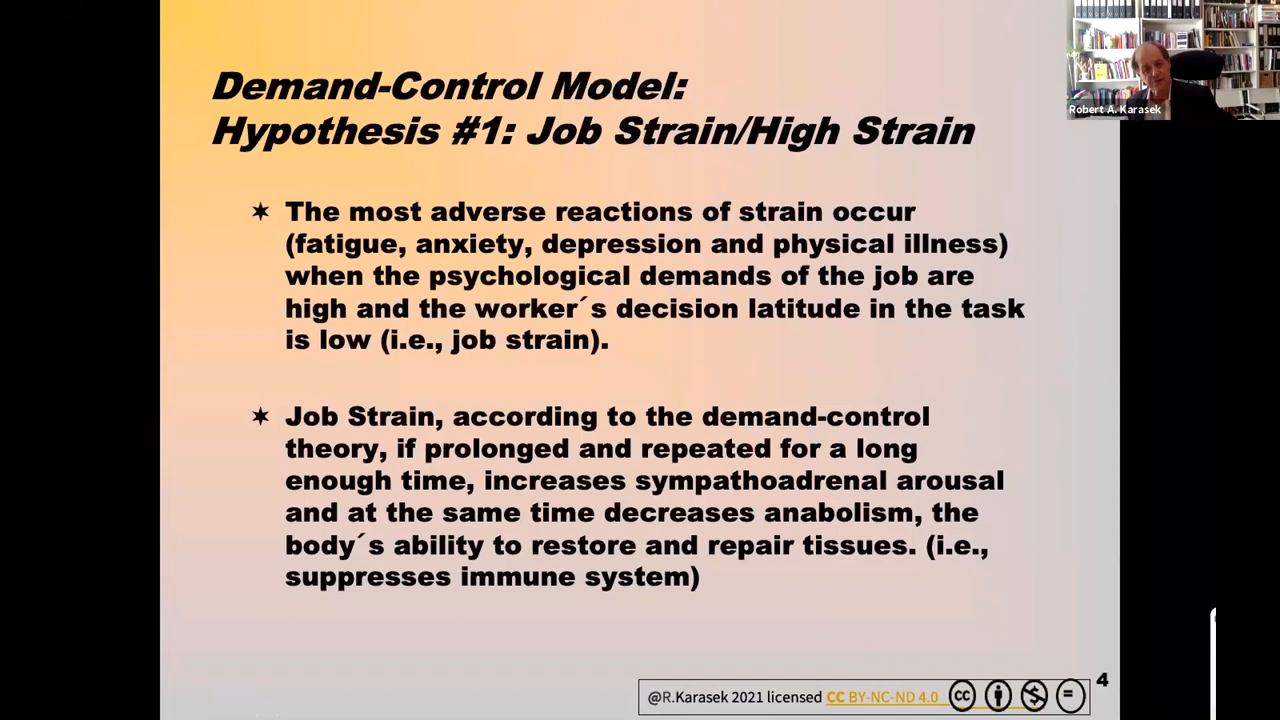 Demand-Control Model:
Hypothesis #1: Job Strain/High Strain
Robert A. Karasek
✶ The most adverse reactions of strain occur
(fatigue, anxiety, depression and physical illness)
when the psychological demands of the job are
high and the worker´s decision latitude in the task
is low (i.e., job strain).
✶ Job Strain, according to the demand-control
theory, if prolonged and repeated for a long
enough time, increases sympathoadrenal arousal
and at the same time decreases anabolism, the
body´s ability to restore and repair tissues. (i.e.,
suppresses immune system)
@R.Karasek 2021 licensed CC BY-NC-ND 4.0
4